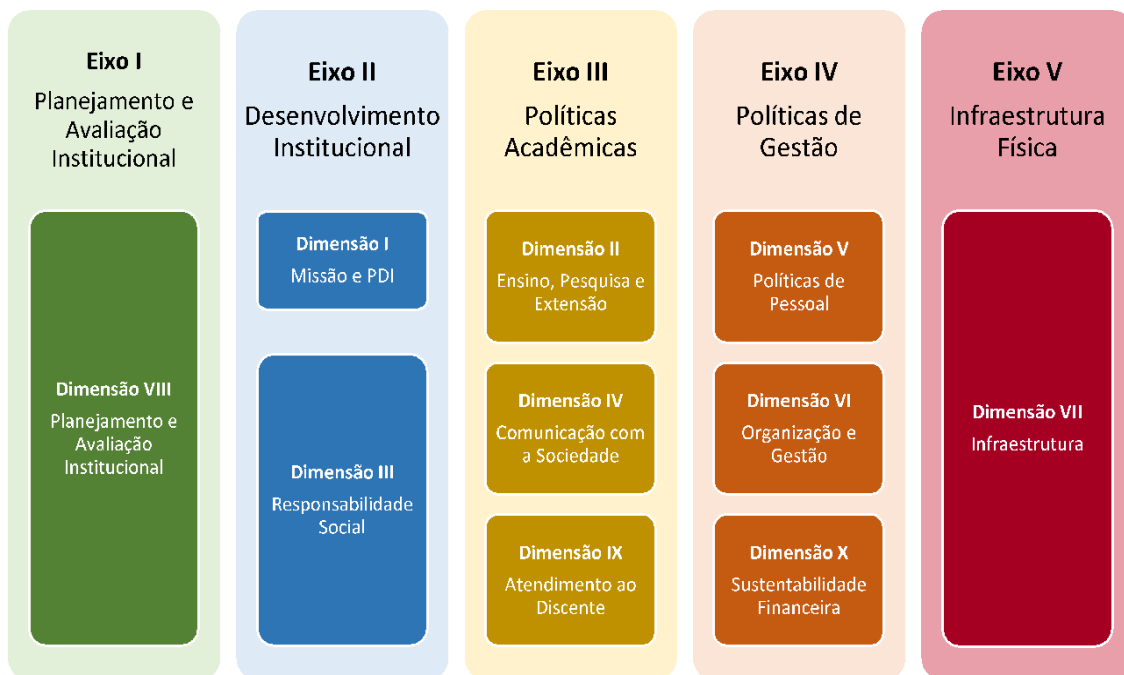 Eixo I
Planejamento e
Avaliação
Institucional
Dimensão VIII
Planejamento e
Avaliação
Institucional
Eixo II
Desenvolvimento
Institucional
Dimensão I
Missão e PDI
Dimensão III
Responsabilidade
Social
Eixo III
Políticas
Acadêmicas
Dimensão II
Ensino, Pesquisa e
Extensão
Dimensão IV
Comunicação com
a Sociedade
Dimensão IX
Atendimento ao
Discente
Eixo IV
Políticas de
Gestão
Dimensão V
Políticas de
Pessoal
Dimensão VI
Organização e
Gestão
Dimensão X
Sustentabilidade
Financeira
Eixo V
Infraestrutura
Física
Dimensão VII
Infraestrutura